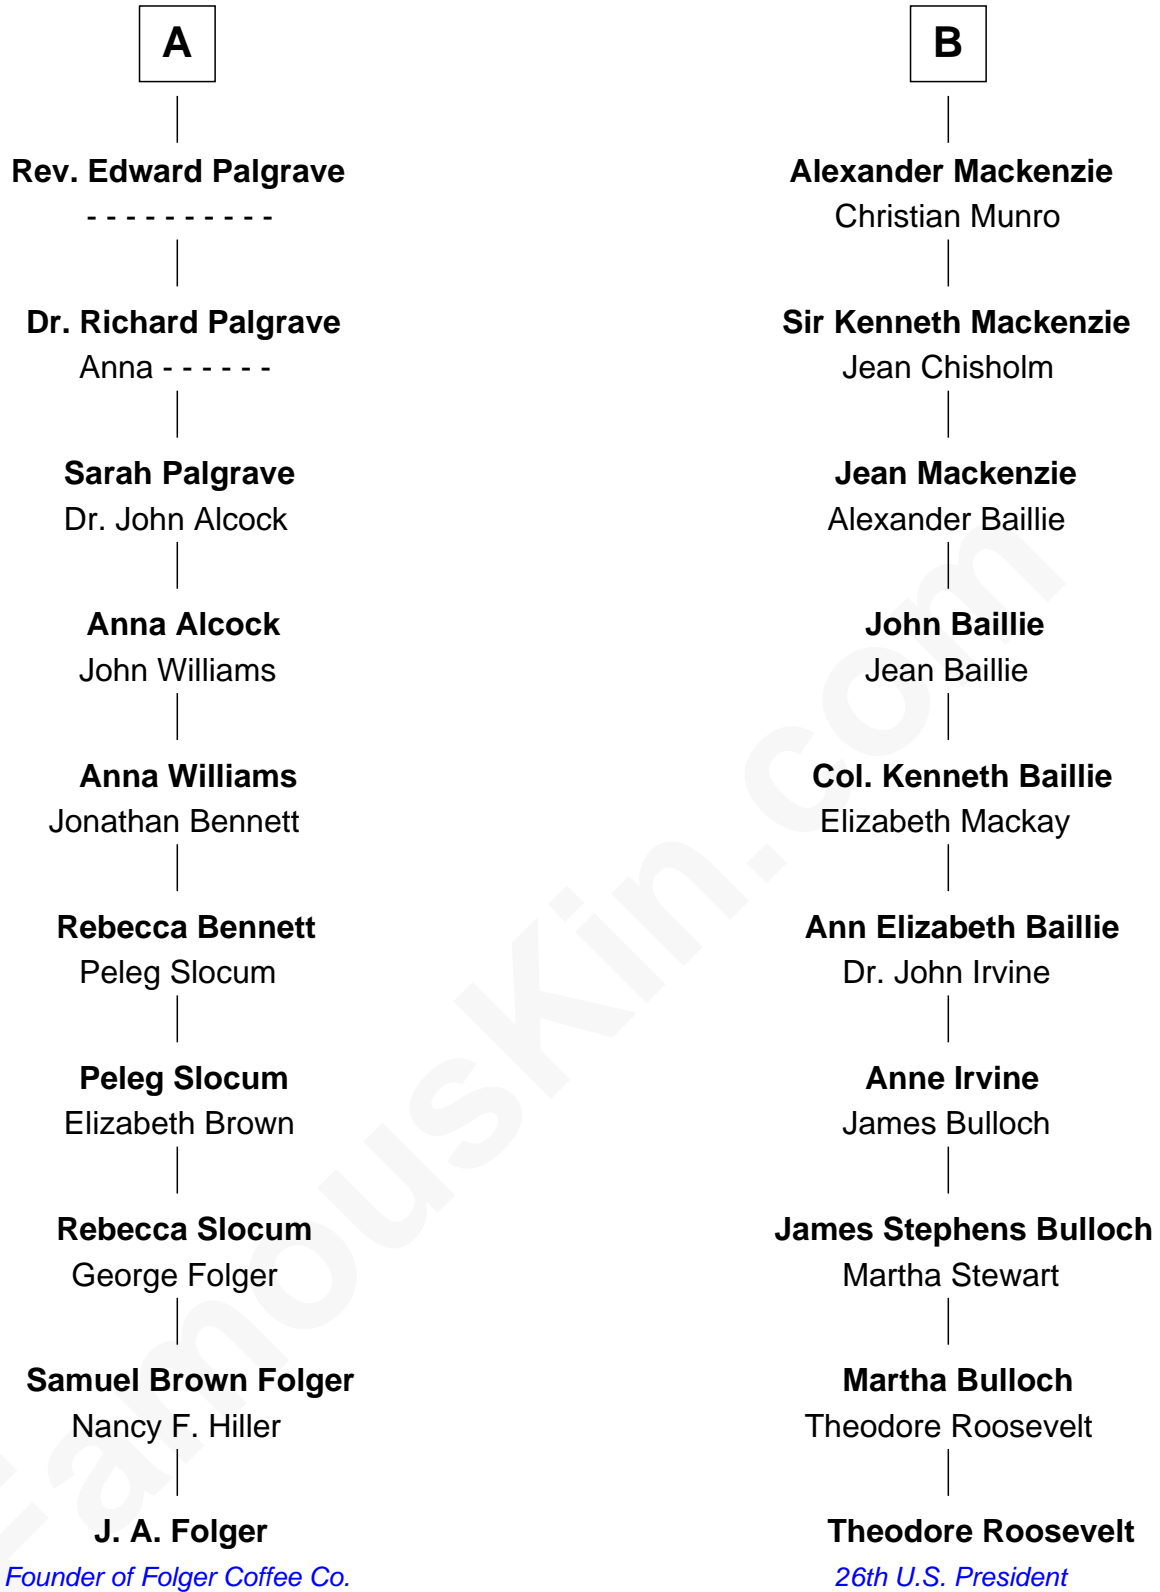 A
Rev. Edward Palgrave
- - - - - - - - - -
Dr. Richard Palgrave
Anna - - - - - -
Sarah Palgrave
Dr. John Alcock
Anna Alcock
John Williams
Anna Williams
Jonathan Bennett
Rebecca Bennett
Peleg Slocum
Peleg Slocum
Elizabeth Brown
Rebecca Slocum
George Folger
Samuel Brown Folger
Nancy F. Hiller
J. A. Folger
Founder of Folger Coffee Co.
B
Alexander Mackenzie
Christian Munro
Sir Kenneth Mackenzie
Jean Chisholm
Jean Mackenzie
Alexander Baillie
John Baillie
Jean Baillie
Col. Kenneth Baillie
Elizabeth Mackay
Ann Elizabeth Baillie
Dr. John Irvine
Anne Irvine
James Bulloch
James Stephens Bulloch
Martha Stewart
Martha Bulloch
Theodore Roosevelt
Theodore Roosevelt
26th U.S. President
FamousKin.com